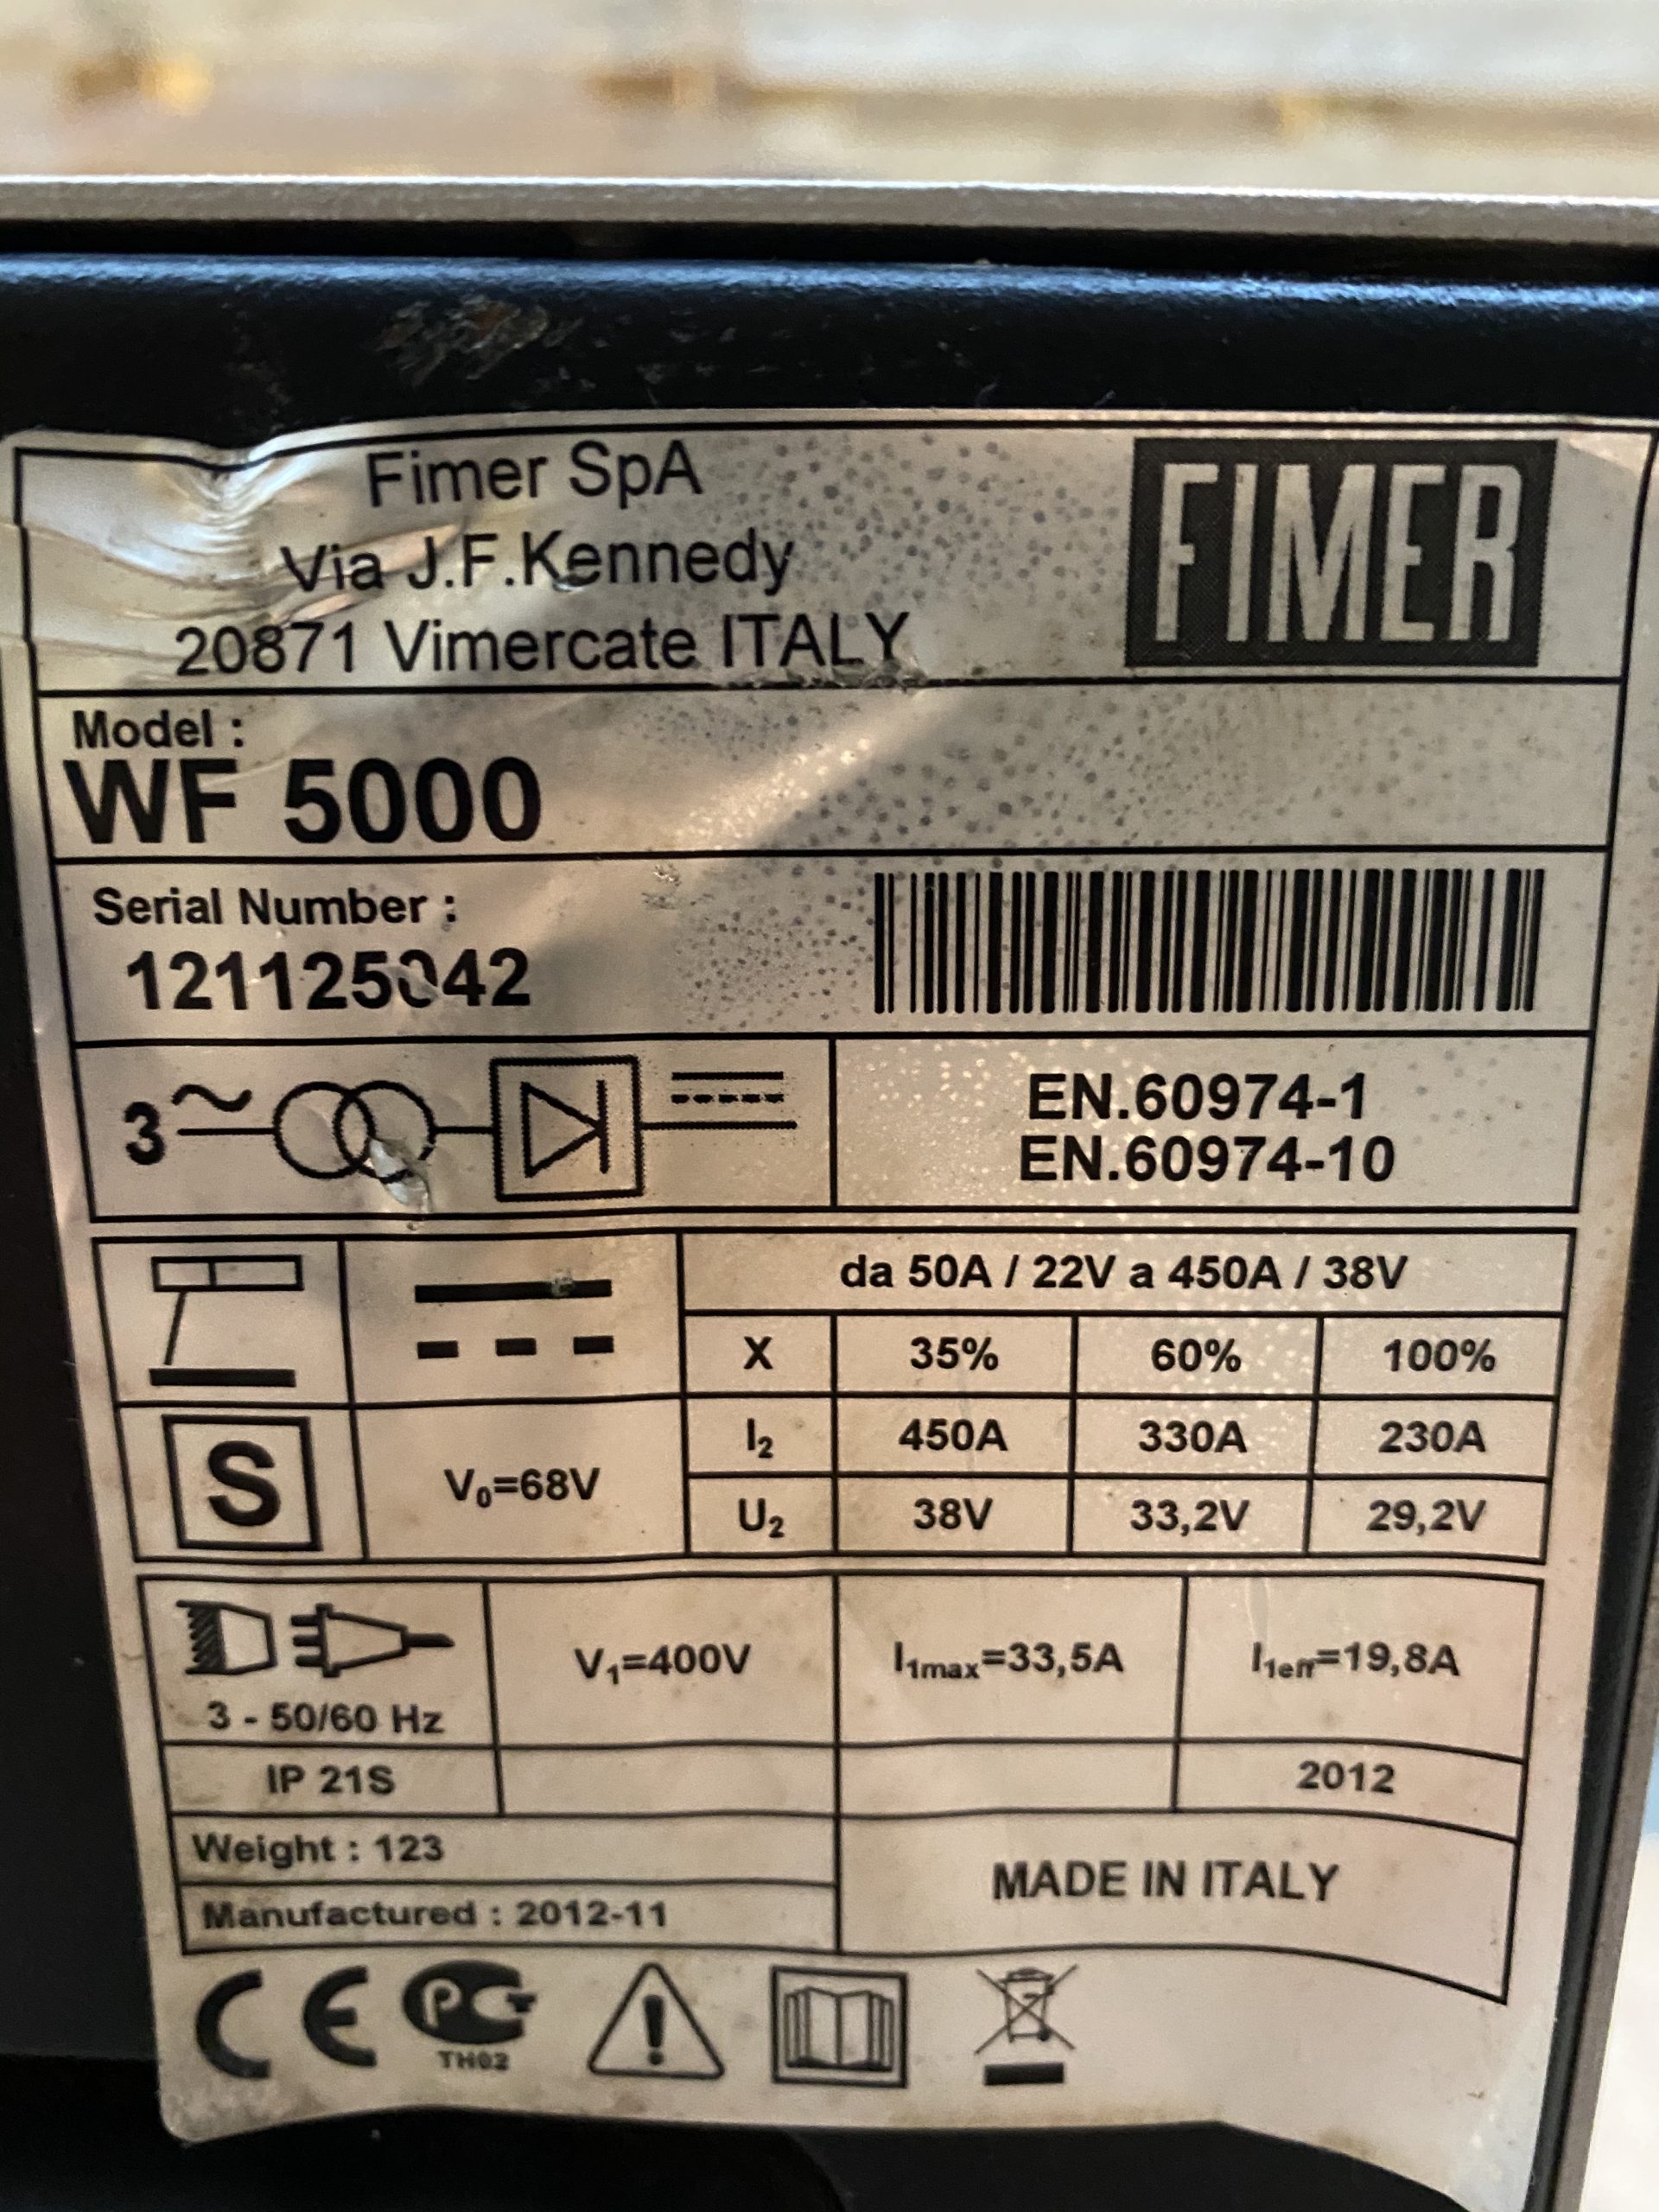 Fimer SpA
Via J.F.Kennedy
20871 Vimercate ITALY
FIMER
Model :
WF 5000
Serial Number :
121125042
3~
EN.60974-1
EN.60974-10
da 50A / 22V a 450A / 38V
X 35% 60% 100%
I₂ 450A 330A 230A
S
V₀=68V
U₂ 38V 33,2V 29,2V
V₁=400V I₁max=33,5A I₁eff=19,8A
3 - 50/60 Hz
IP 21S 2012
Weight : 123
MADE IN ITALY
Manufactured : 2012-11
CE PCT
TH02